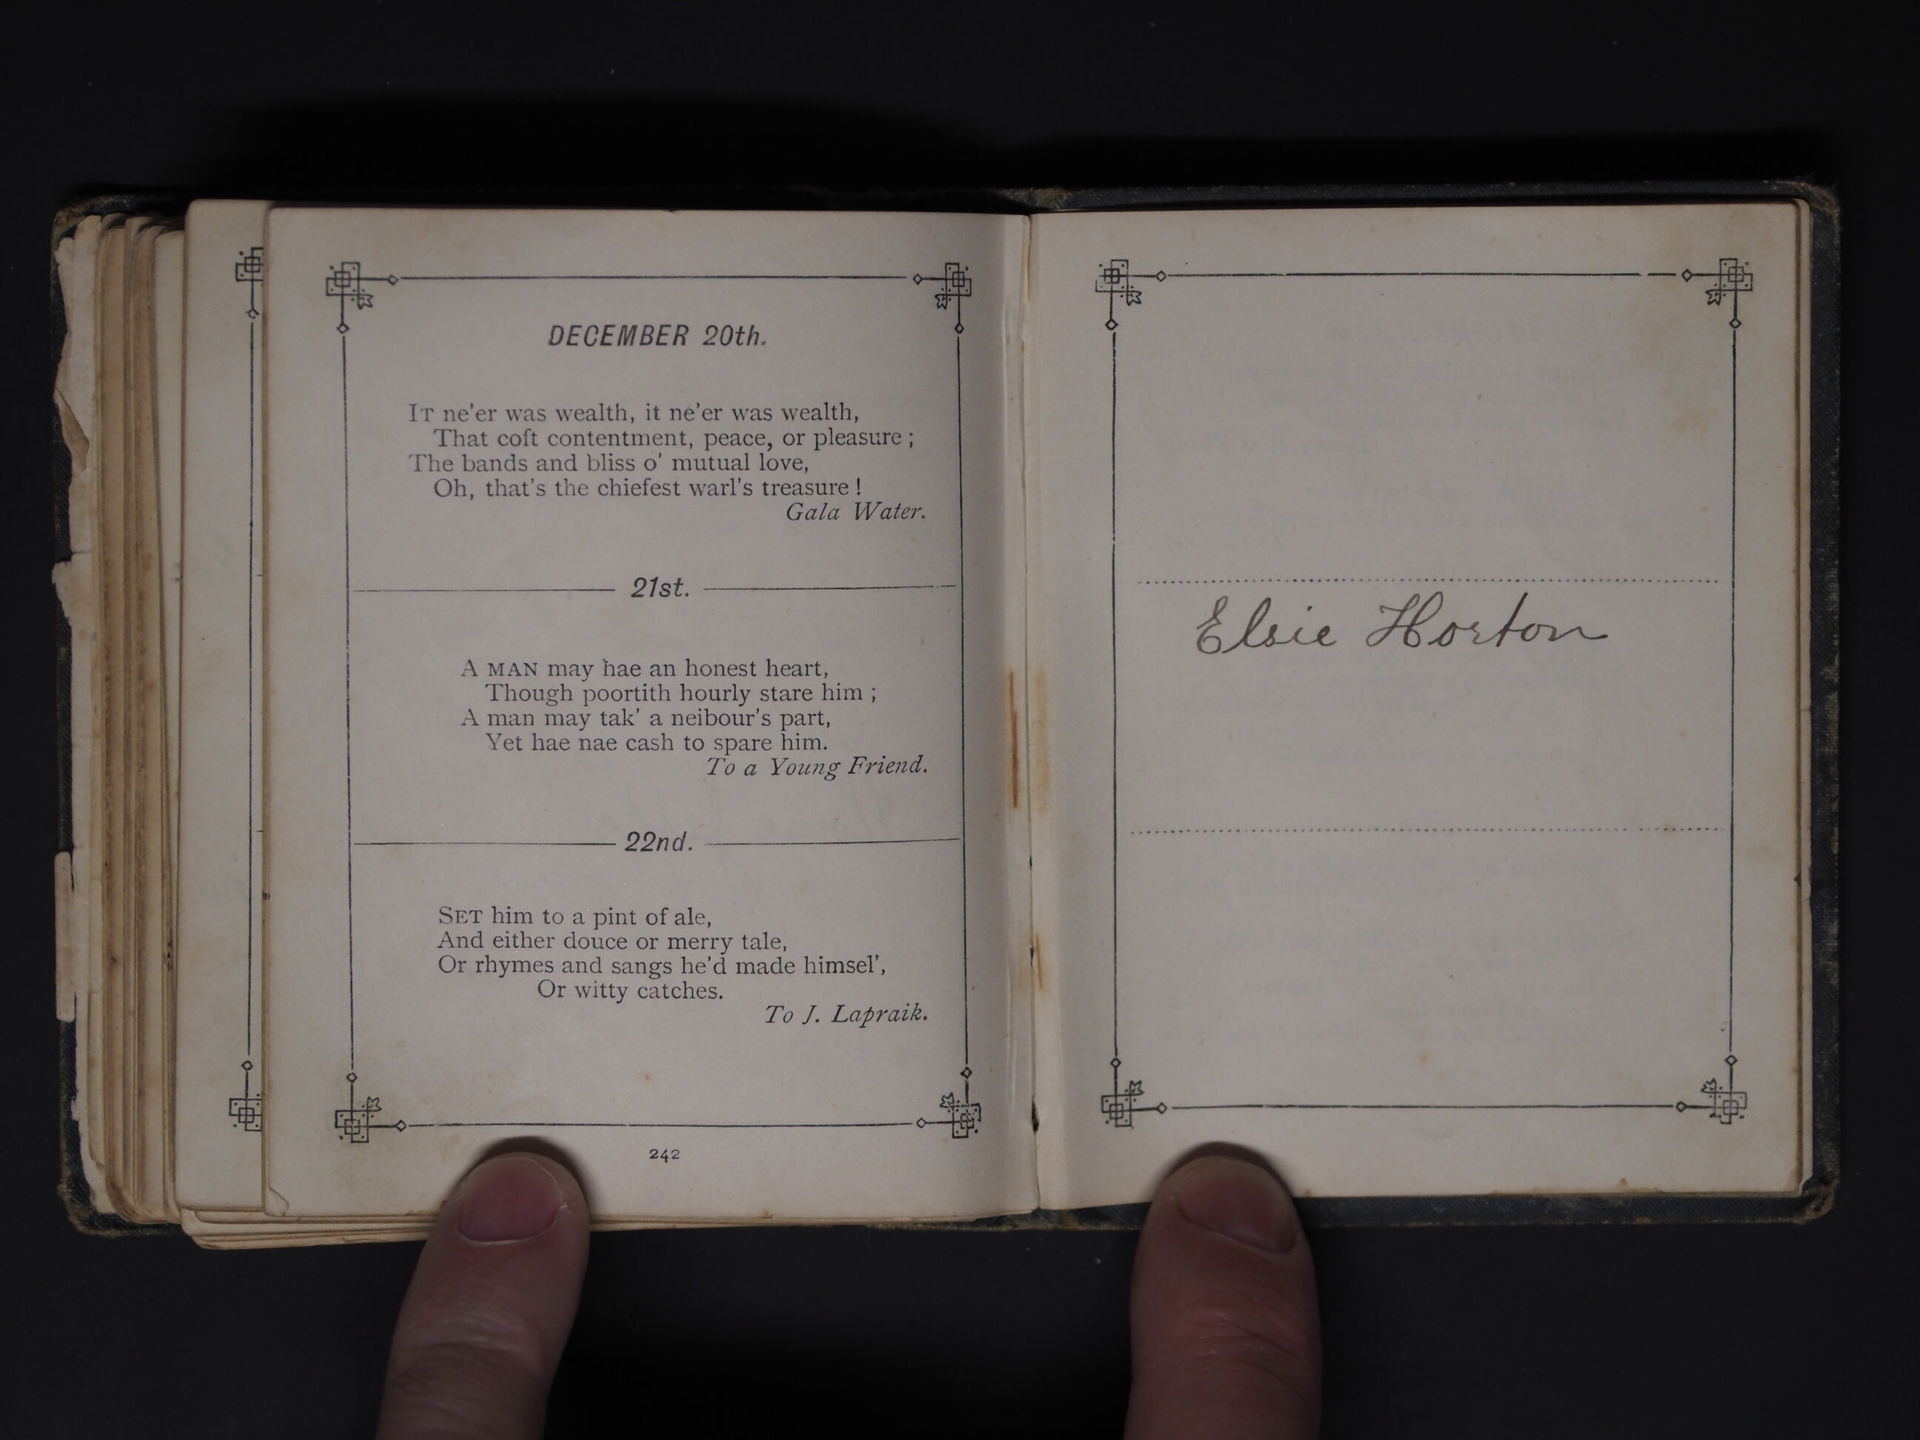 DECEMBER 20th.
IT ne'er was wealth, it ne'er was wealth,
That coft contentment, peace, or pleasure ;
The bands and bliss o' mutual love,
Oh, that's the chiefest warl's treasure !
Gala Water.
21st.
A MAN may hae an honest heart,
Though poortith hourly stare him ;
A man may tak' a neibour's part,
Yet hae nae cash to spare him.
To a Young Friend.
22nd.
SET him to a pint of ale,
And either douce or merry tale,
Or rhymes and sangs he'd made himsel',
Or witty catches.
To J. Lapraik.
242
Elsie Horton